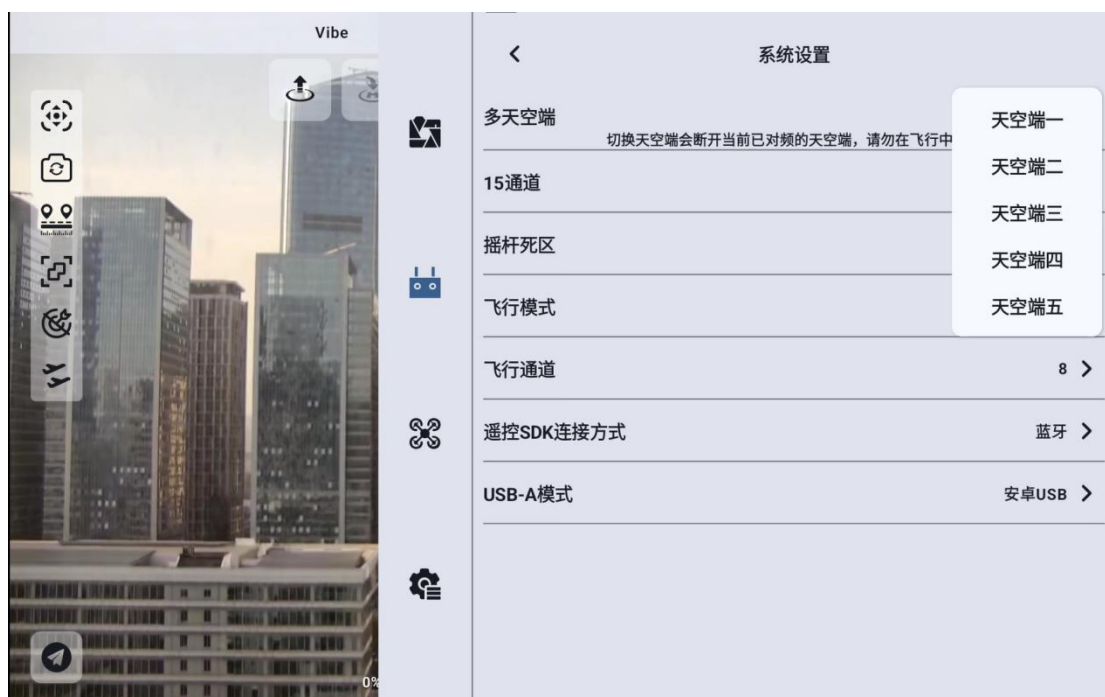 Vibe
系统设置
多天空端
切换天空端会断开当前已对频的天空端，请勿在飞行中
天空端一
天空端二
天空端三
天空端四
天空端五
15通道
摇杆死区
飞行模式
飞行通道
8
遥控SDK连接方式
蓝牙
USB-A模式
安卓USB
0%